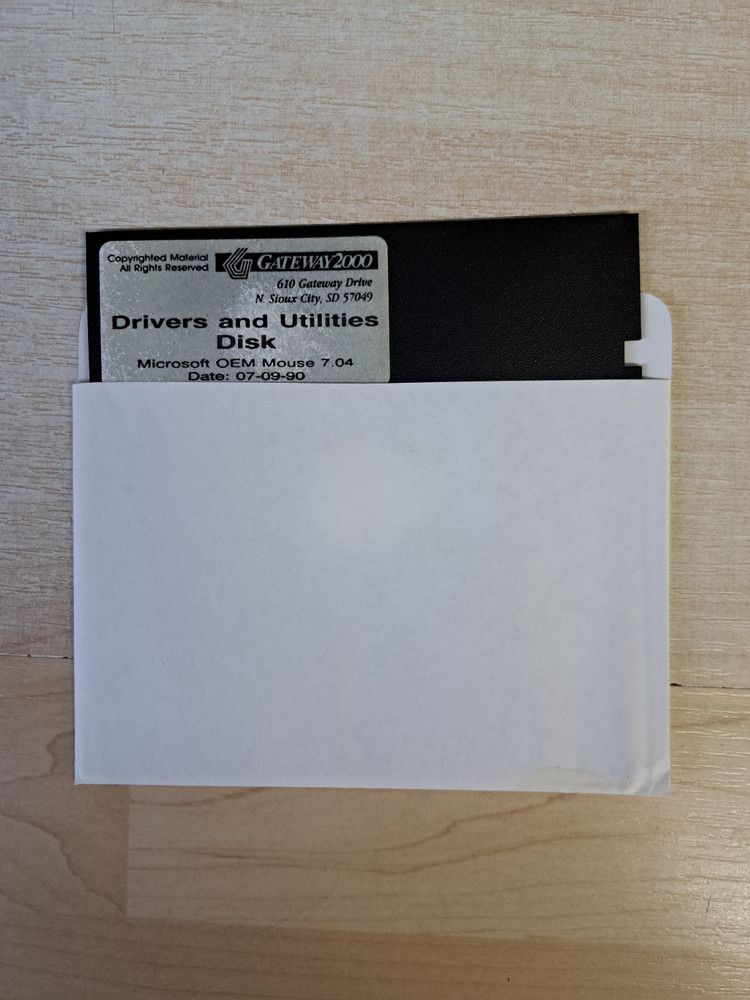 Copyrighted Material
All Rights Reserved
GATEWAY2000
610 Gateway Drive
N. Sioux City, SD 57049
Drivers and Utilities
Disk
Microsoft OEM Mouse 7.04
Date: 07-09-90